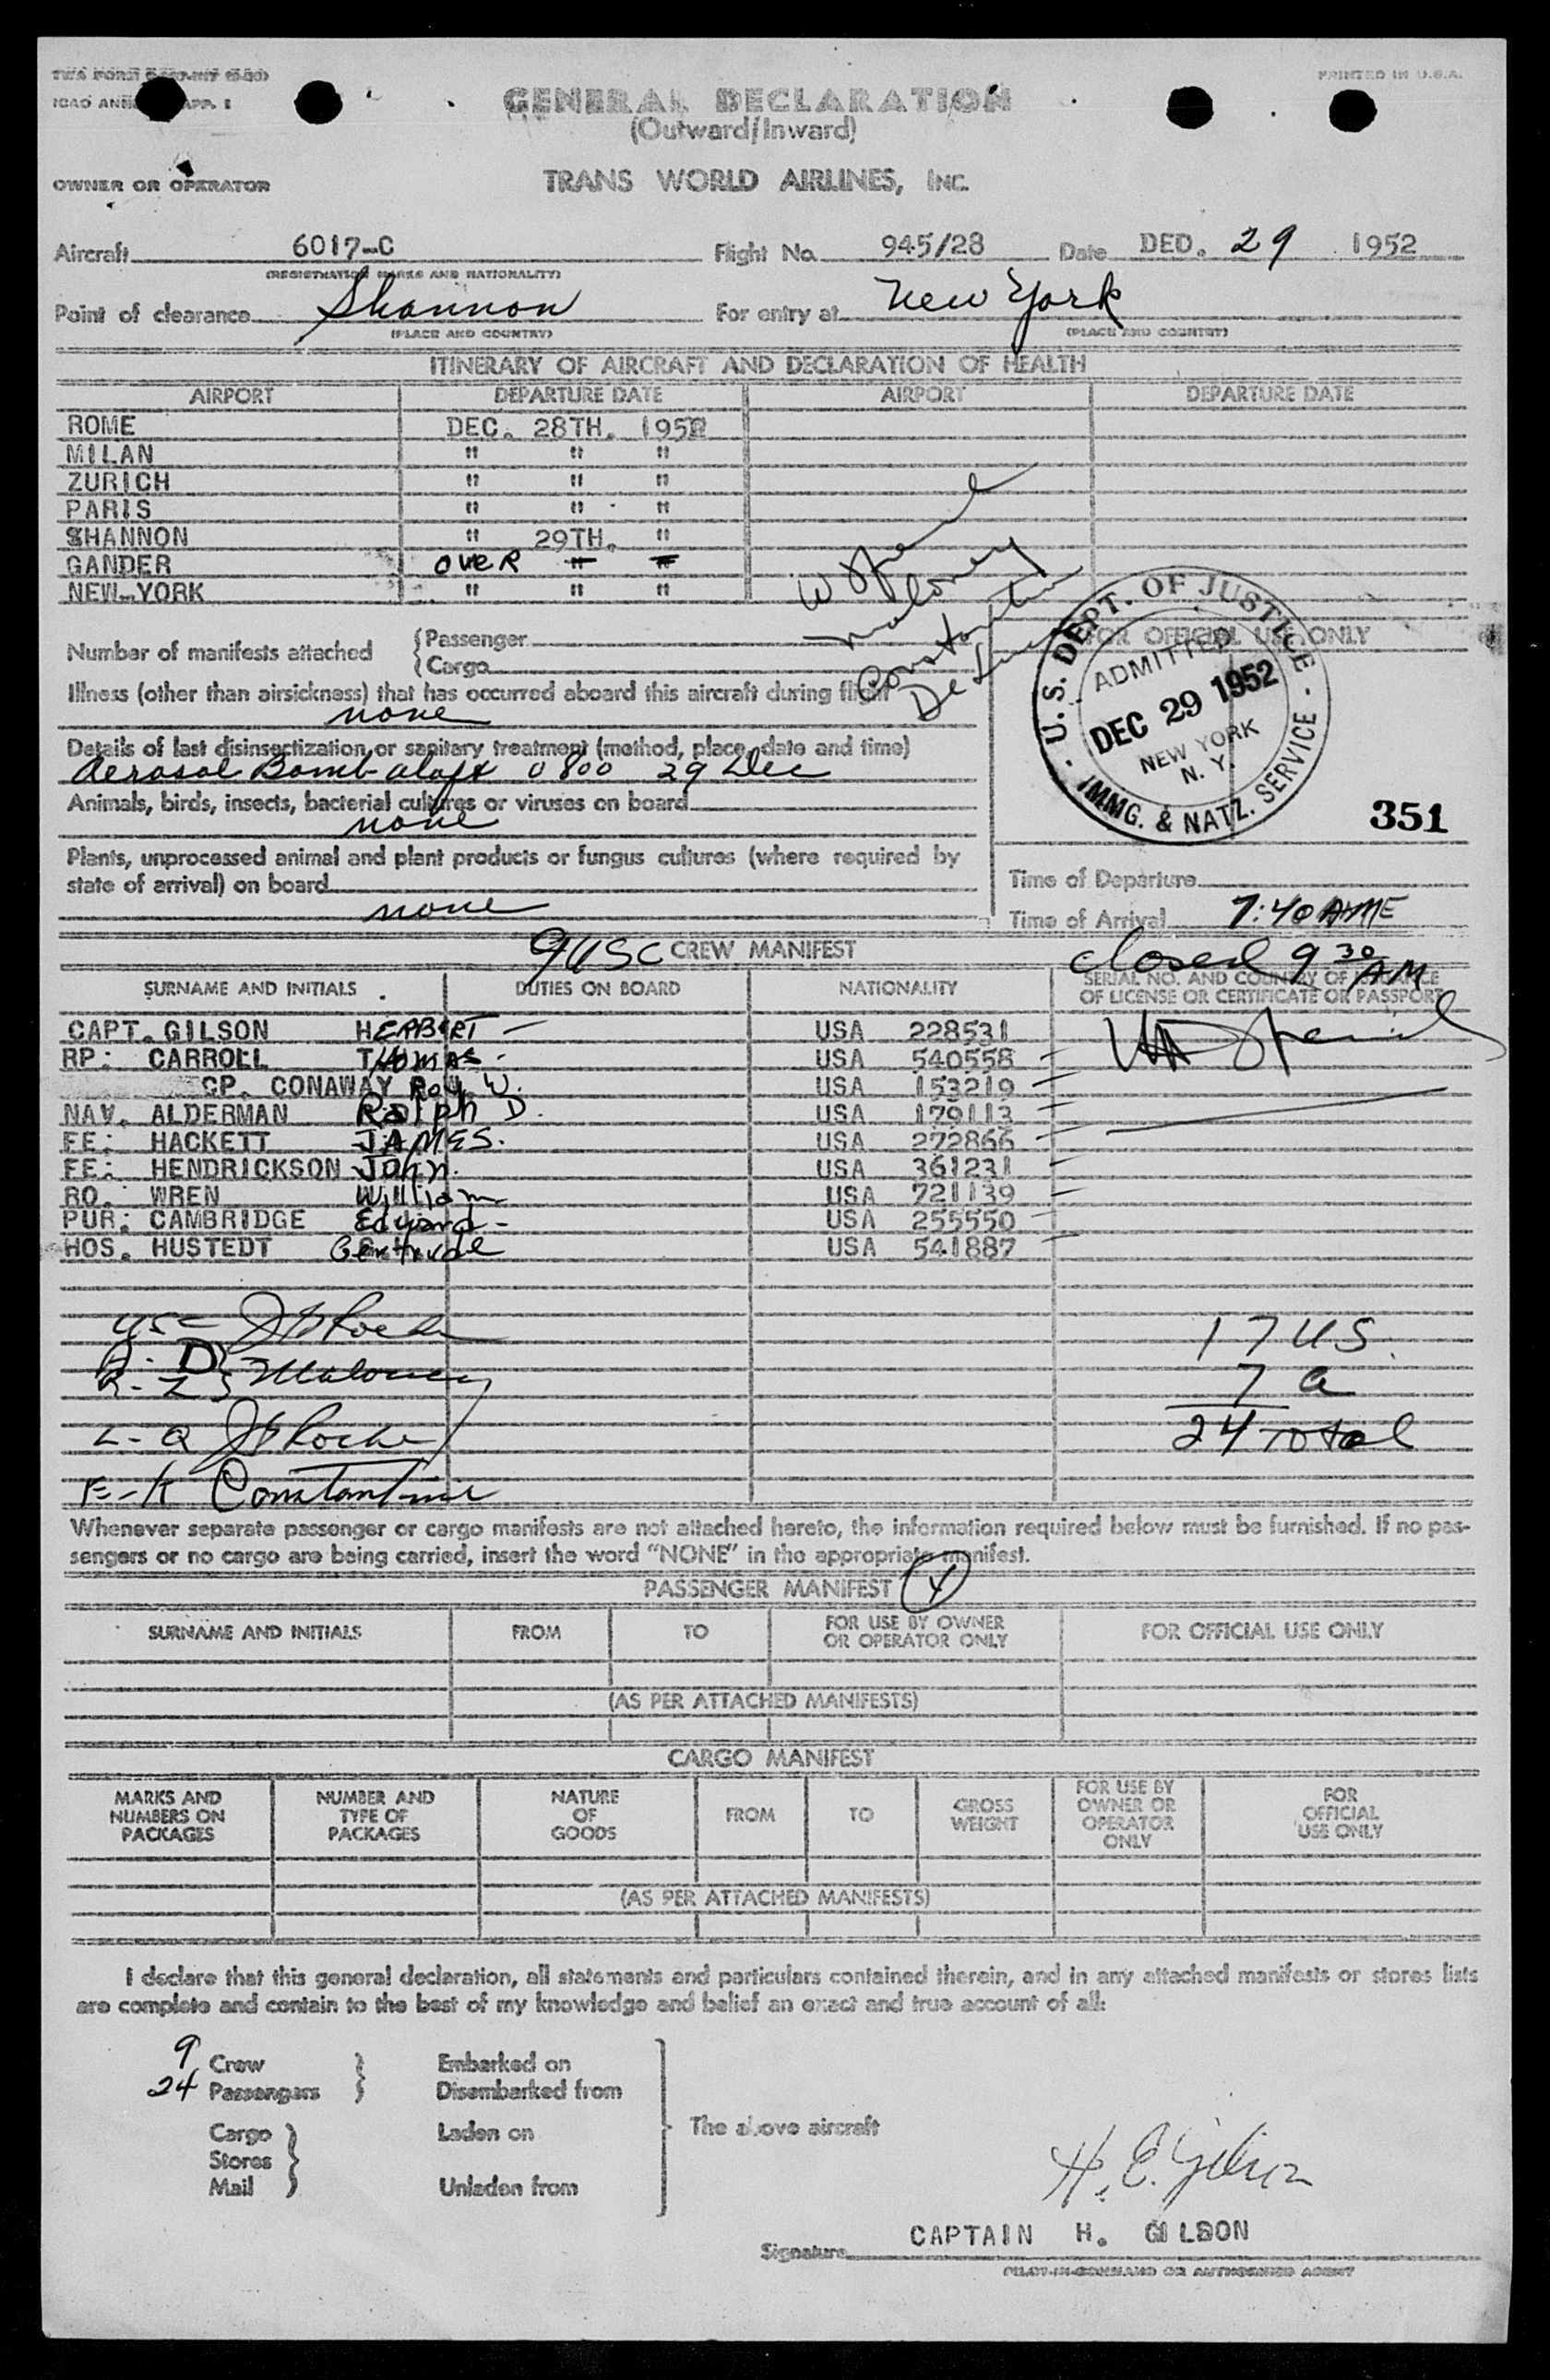 PRINTED IN U.S.A.
GENERAL DECLARATION
(Outward/Inward)
OWNER OR OPERATOR TRANS WORLD AIRLINES, INC.
Aircraft 6017-C Flight No. 945/28 Date DED. 29 1952
(REGISTRATION MARKS AND NATIONALITY)
Point of clearance Shannon For entry at New York
(PLACE AND COUNTRY) (PLACE AND COUNTRY)
ITINERARY OF AIRCRAFT AND DECLARATION OF HEALTH
AIRPORT DEPARTURE DATE AIRPORT DEPARTURE DATE
ROME DEC. 28TH. 1952
MILAN " " "
ZURICH " " "
PARIS " " "
SHANNON " 29TH. "
GANDER OVER " "
NEW-YORK " " "
Maloney
Constantine
Number of manifests attached { Passenger
{ Cargo
FOR OFFICIAL USE ONLY
U.S. DEPT. OF JUSTICE
ADMITTED
DEC 29 1952
NEW YORK
N. Y.
IMMG. & NATZ. SERVICE
351
Illness (other than airsickness) that has occurred aboard this aircraft during flight
none
Details of last disinsectization or sanitary treatment (method, place, date and time)
Aerosol Bomb aloft 0800 29 Dec
Animals, birds, insects, bacterial cultures or viruses on board
none
Plants, unprocessed animal and plant products or fungus cultures (where required by
state of arrival) on board
none
Time of Departure
Time of Arrival 7:40 AME
closed 9 30 AM
9 USC CREW MANIFEST
SURNAME AND INITIALS DUTIES ON BOARD NATIONALITY SERIAL NO. AND COUNTRY OF ISSUANCE
OF LICENSE OR CERTIFICATE OR PASSPORT
CAPT. GILSON HERBERT - USA 228531
RP: CARROLL THOMAS - USA 540558 -
CP. CONAWAY Roy W. USA 153219 -
NAV. ALDERMAN Ralph D. USA 179113 -
FE: HACKETT JAMES. USA 272866 -
FE: HENDRICKSON John. USA 361231 -
RO. WREN William USA 721139 -
PUR: CAMBRIDGE Edward - USA 255550 -
HOS. HUSTEDT Gertrude USA 541887 -
Roche
A - D
R - Z } Maloney
L - Q Roche
E - K Constantine
17 US.
7 a
24 Total
Whenever separate passenger or cargo manifests are not attached hereto, the information required below must be furnished. If no pas-
sengers or no cargo are being carried, insert the word "NONE" in the appropriate manifest.
PASSENGER MANIFEST
SURNAME AND INITIALS FROM TO FOR USE BY OWNER
OR OPERATOR ONLY FOR OFFICIAL USE ONLY
(AS PER ATTACHED MANIFESTS)
CARGO MANIFEST
MARKS AND
NUMBERS ON
PACKAGES
NUMBER AND
TYPE OF
PACKAGES
NATURE
OF
GOODS
FROM
TO
GROSS
WEIGHT
FOR USE BY
OWNER OR
OPERATOR
ONLY
FOR
OFFICIAL
USE ONLY
(AS PER ATTACHED MANIFESTS)
I declare that this general declaration, all statements and particulars contained therein, and in any attached manifests or stores lists
are complete and contain to the best of my knowledge and belief an exact and true account of all:
9 Crew } Embarked on
24 Passengers } Disembarked from
Cargo } Laden on The above aircraft
Stores
Mail } Unladen from
H. E. Gilson
CAPTAIN H. GILSON
Signature
PILOT-IN-COMMAND OR AUTHORIZED AGENT